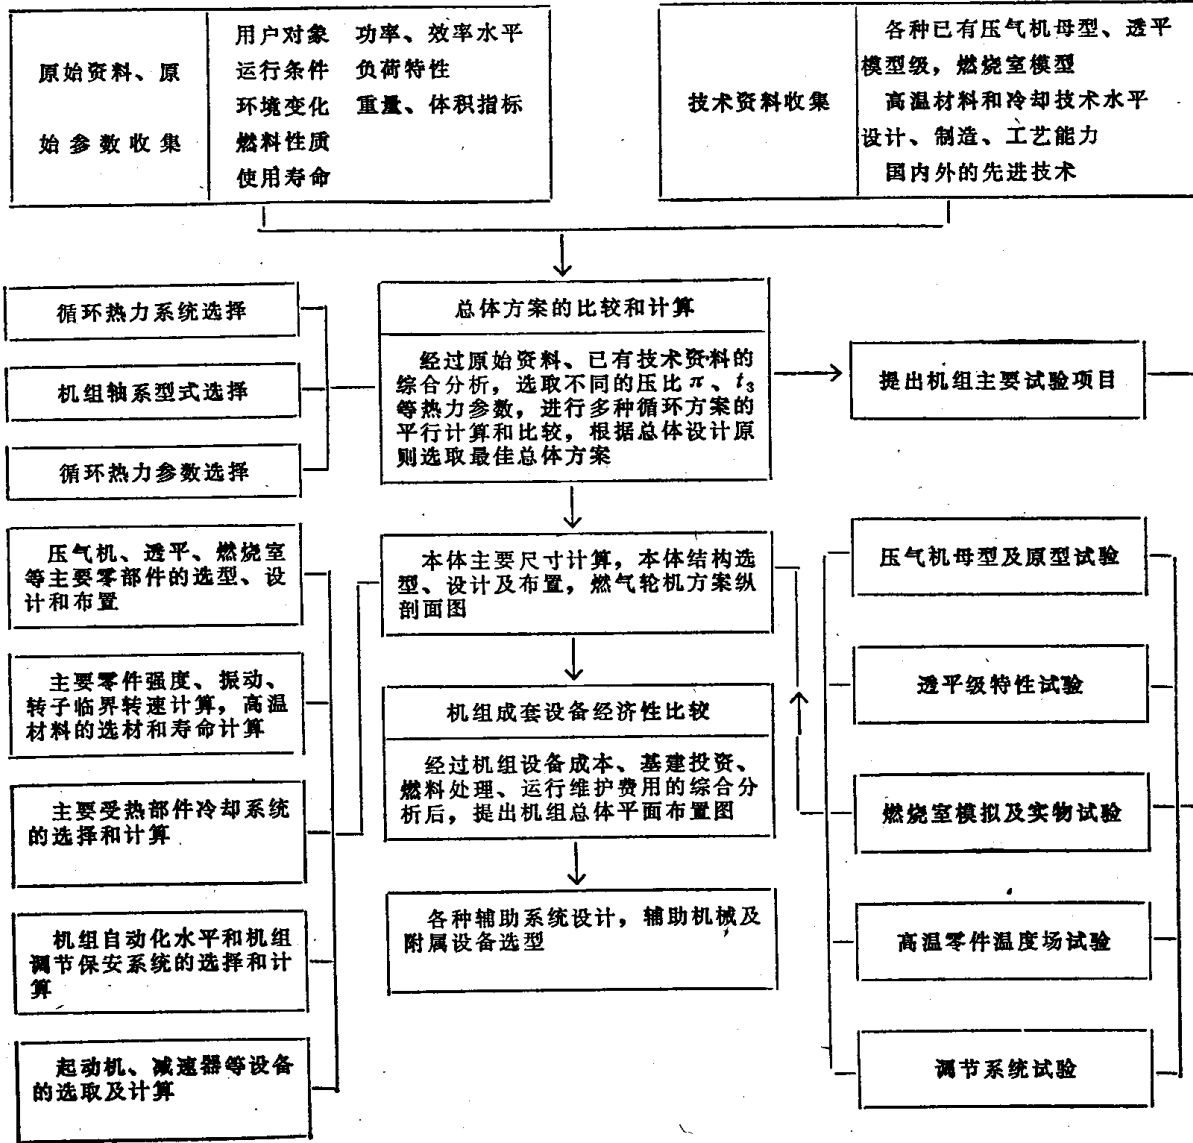 原始资料、原
始参数收集
用户对象 功率、效率水平
运行条件 负荷特性
环境变化 重量、体积指标
燃料性质
使用寿命
技术资料收集
各种已有压气机母型、透平
模型级，燃烧室模型
高温材料和冷却技术水平
设计、制造、工艺能力
国内外的先进技术
循环热力系统选择
机组轴系型式选择
循环热力参数选择
总体方案的比较和计算
经过原始资料、已有技术资料的
综合分析，选取不同的压比π、t₃
等热力参数，进行多种循环方案的
平行计算和比较，根据总体设计原
则选取最佳总体方案
提出机组主要试验项目
压气机、透平、燃烧室
等主要零部件的选型、设
计和布置
主要零件强度、振动、
转子临界转速计算，高温
材料的选材和寿命计算
主要受热部件冷却系统
的选择和计算
机组自动化水平和机组
调节保安系统的选择和计
算
起动机、减速器等设备
的选取及计算
本体主要尺寸计算，本体结构选
型、设计及布置，燃气轮机方案纵
剖面图
机组成套设备经济性比较
经过机组设备成本、基建投资、
燃料处理、运行维护费用的综合分
析后，提出机组总体平面布置图
各种辅助系统设计，辅助机械及
附属设备选型
压气机母型及原型试验
透平级特性试验
燃烧室模拟及实物试验
高温零件温度场试验
调节系统试验